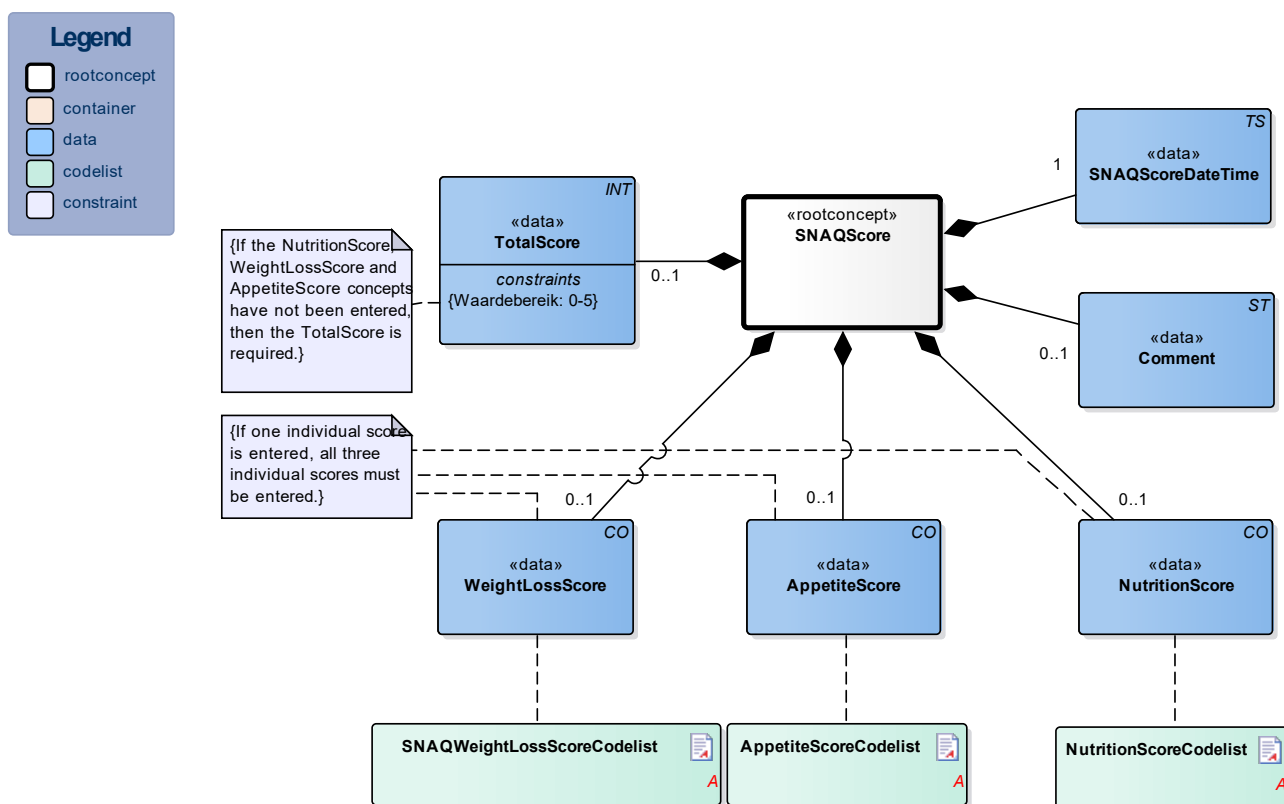 Legend
rootconcept
container
data
codelist
constraint
TS
«data»
SNAQScoreDateTime
1
INT
«data»
TotalScore
constraints
{Waardebereik: 0-5}
0..1
«rootconcept»
SNAQScore
{If the NutritionScore,
WeightLossScore and
AppetiteScore concepts
have not been entered,
then the TotalScore is
required.}
ST
«data»
Comment
0..1
{If one individual score
is entered, all three
individual scores must
be entered.}
0..1
0..1
0..1
CO
«data»
WeightLossScore
CO
«data»
AppetiteScore
CO
«data»
NutritionScore
SNAQWeightLossScoreCodelist
A
AppetiteScoreCodelist
A
NutritionScoreCodelist
A